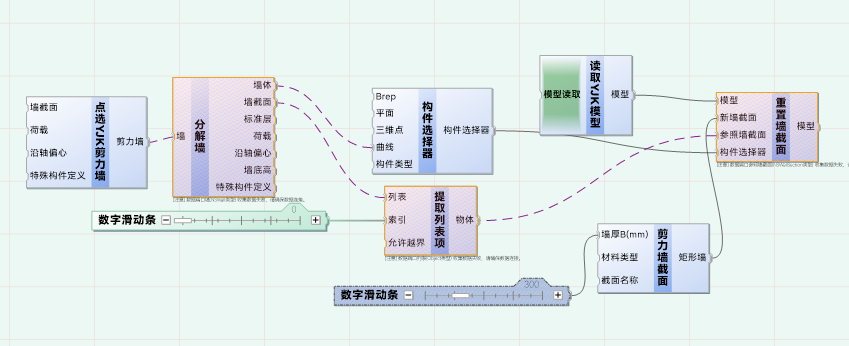 墙截面
荷载
沿轴偏心
特殊构件定义
点选YJK剪力墙
剪力墙
墙
分解墙
墙体
墙截面
标准层
荷载
沿轴偏心
墙底高
特殊构件定义
数字滑动条
0
Brep
平面
三维点
曲线
构件类型
构件选择器
构件选择器
列表
索引
允许越界
提取列表项
物体
模型读取
读取YJK模型
模型
模型
新墙截面
参照墙截面
构件选择器
重置墙截面
模型
墙厚B(mm)
材料类型
截面名称
剪力墙截面
矩形墙
数字滑动条
300